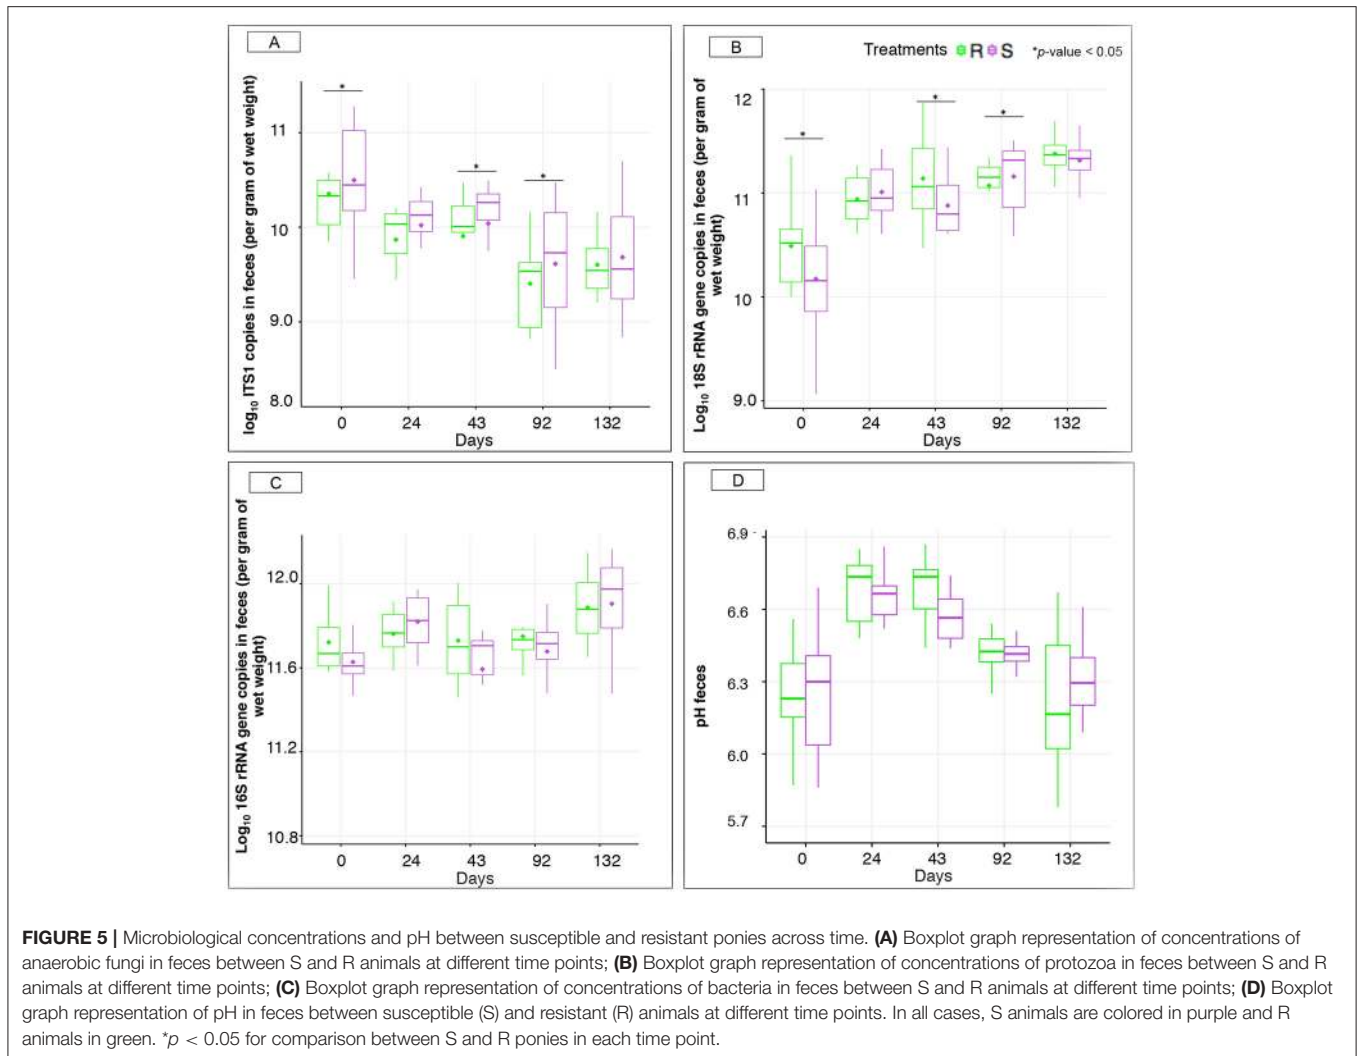 A
log10 ITS1 copies in feces (per gram of wet weight)
11
10
9.0
8.0
*
*
*
0 24 43 92 132
Days
B
Treatments R S *p-value < 0.05
Log10 18S rRNA gene copies in feces (per gram of
wet weight)
12
11
10
9.0
*
*
*
0 24 43 92 132
Days
C
Log10 16S rRNA gene copies in feces (per gram of
wet weight)
12.0
11.6
11.2
10.8
0 24 43 92 132
Days
D
pH feces
6.9
6.6
6.3
6.0
5.7
0 24 43 92 132
Days
FIGURE 5 | Microbiological concentrations and pH between susceptible and resistant ponies across time. (A) Boxplot graph representation of concentrations of
anaerobic fungi in feces between S and R animals at different time points; (B) Boxplot graph representation of concentrations of protozoa in feces between S and R
animals at different time points; (C) Boxplot graph representation of concentrations of bacteria in feces between S and R animals at different time points; (D) Boxplot
graph representation of pH in feces between susceptible (S) and resistant (R) animals at different time points. In all cases, S animals are colored in purple and R
animals in green. *p < 0.05 for comparison between S and R ponies in each time point.